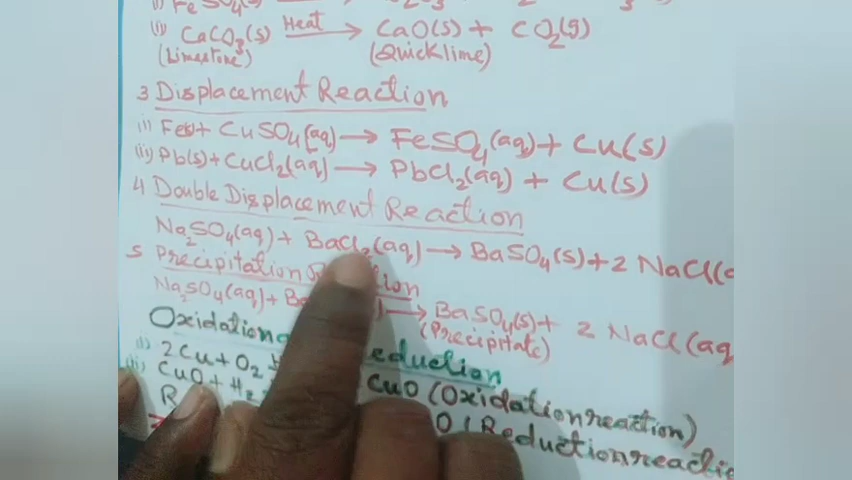 i) FeSO4(s)
(ii) CaCO3(s) Heat → CaO(s) + CO2(g)
(Limestone) (Quicklime)
3 Displacement Reaction
i) Fe(s)+ CuSO4(aq) → FeSO4(aq) + Cu(s)
(ii) Pb(s)+CuCl2(aq) → PbCl2(aq) + Cu(s)
4 Double Displacement Reaction
Na2SO4(aq) + BaCl2(aq) → BaSO4(s)+2 NaCl(
5 Precipitation
Na2SO4(aq)+ → BaSO4(s)+ 2 NaCl(aq)
(Precipitate)
Oxidation eduction
(i) 2Cu + O2 CuO (Oxidation reaction)
(ii) CuO + H2 O (Reduction reactio
R